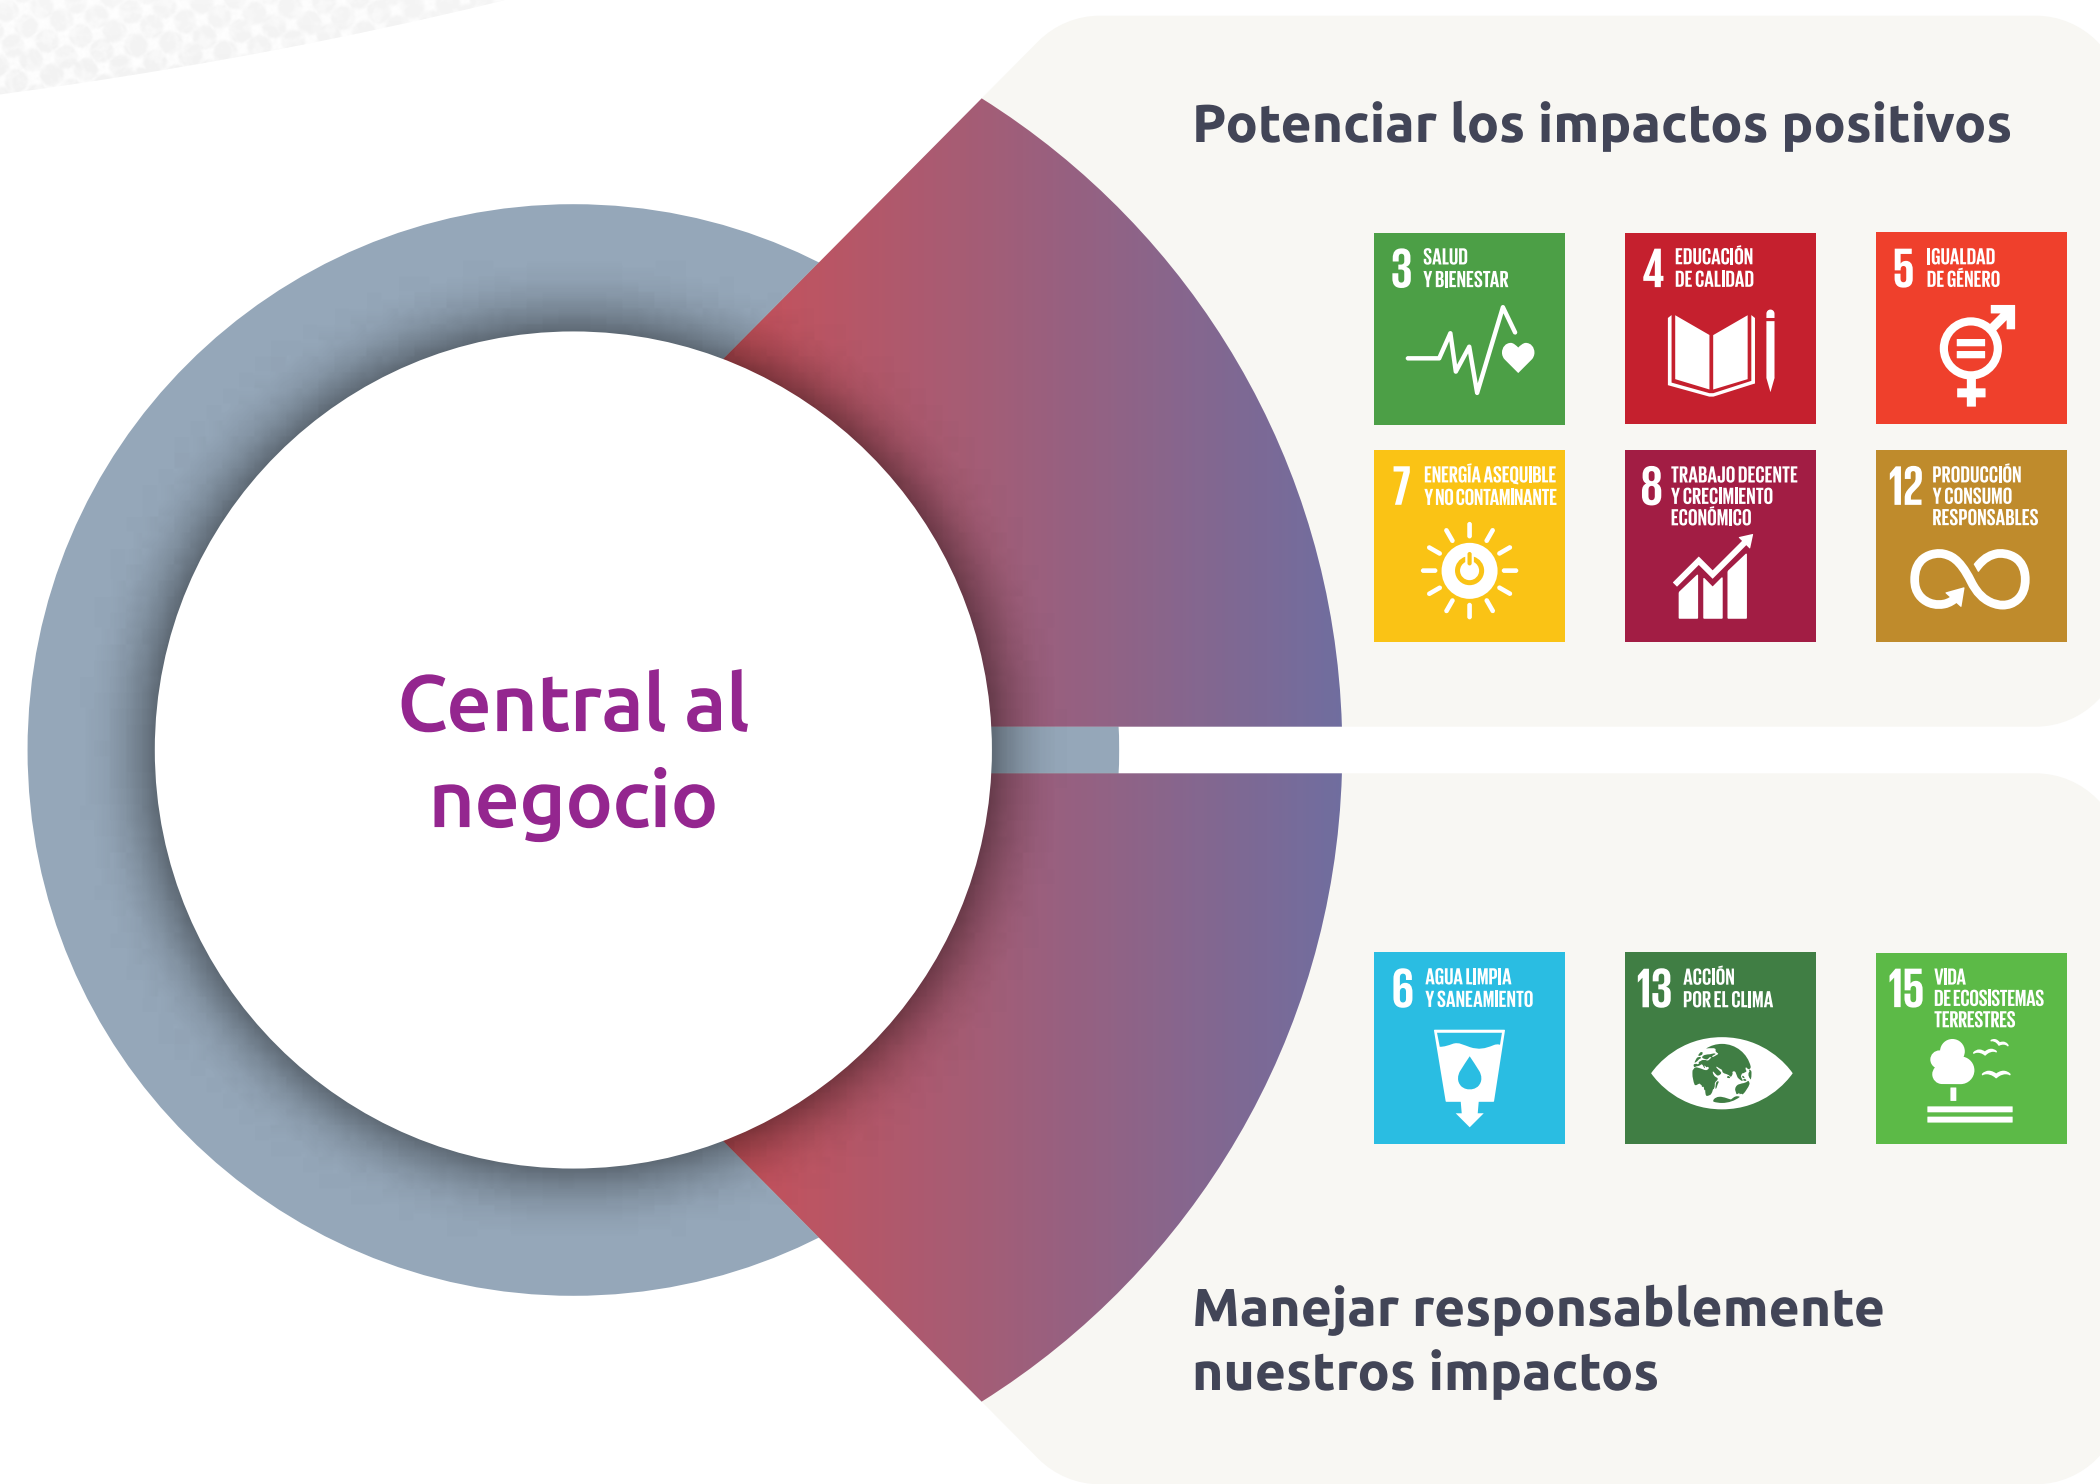 Potenciar los impactos positivos
3 SALUD
Y BIENESTAR
4 EDUCACIÓN
DE CALIDAD
5 IGUALDAD
DE GÉNERO
7 ENERGÍA ASEQUIBLE
Y NO CONTAMINANTE
8 TRABAJO DECENTE
Y CRECIMIENTO
ECONÓMICO
12 PRODUCCIÓN
Y CONSUMO
RESPONSABLES
Central al
negocio
6 AGUA LIMPIA
Y SANEAMIENTO
13 ACCIÓN
POR EL CLIMA
15 VIDA
DE ECOSISTEMAS
TERRESTRES
Manejar responsablemente
nuestros impactos